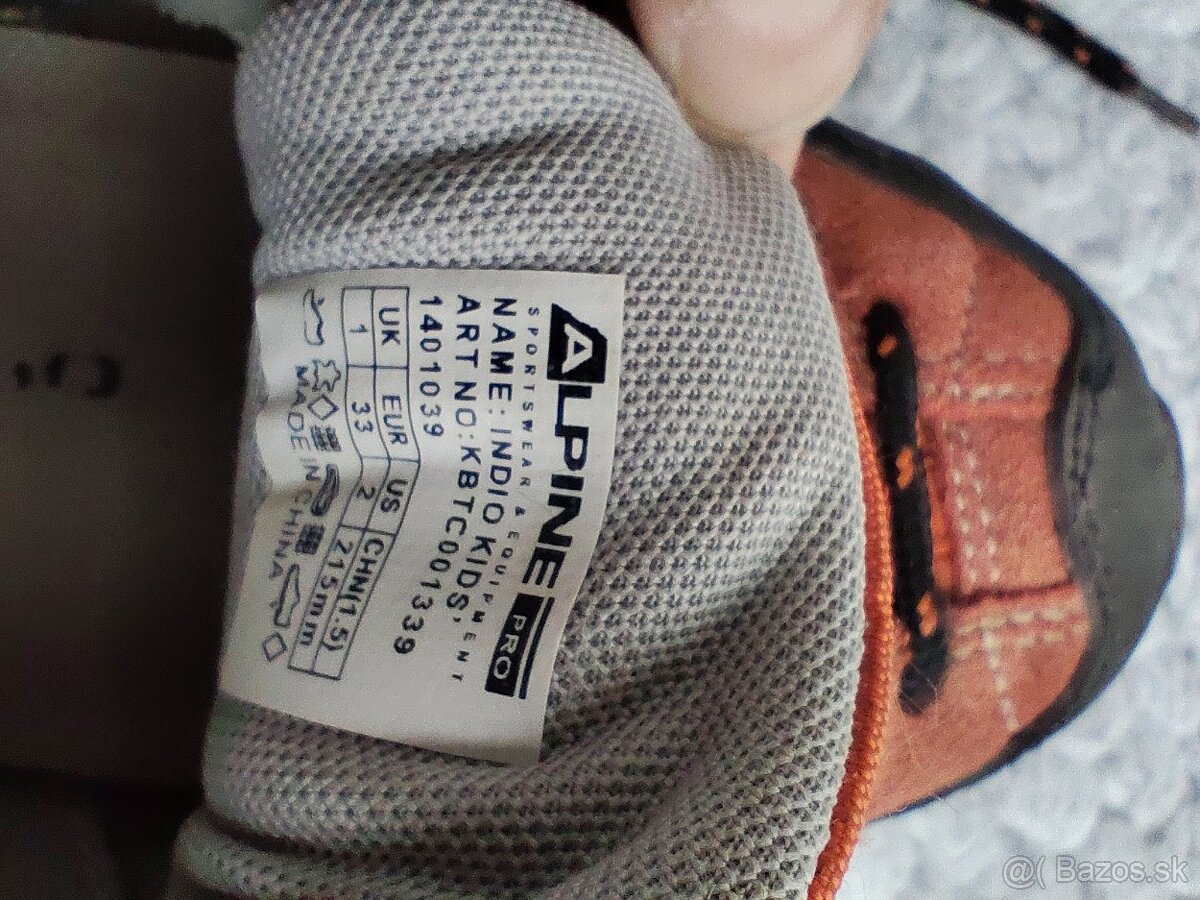 ALPINE PRO
SPORTSWEAR & EQUIPMENT
NAME:INDIO KIDS,
ART NO:KBTC001339
1401039
UK EUR US CHN(1.5)
1 33 2 215mm
MADE IN CHINA
@( Bazos.sk